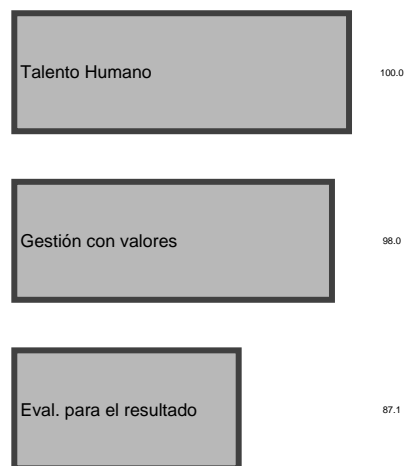 Talento Humano 100.0
Gestión con valores 98.0
Eval. para el resultado 87.1